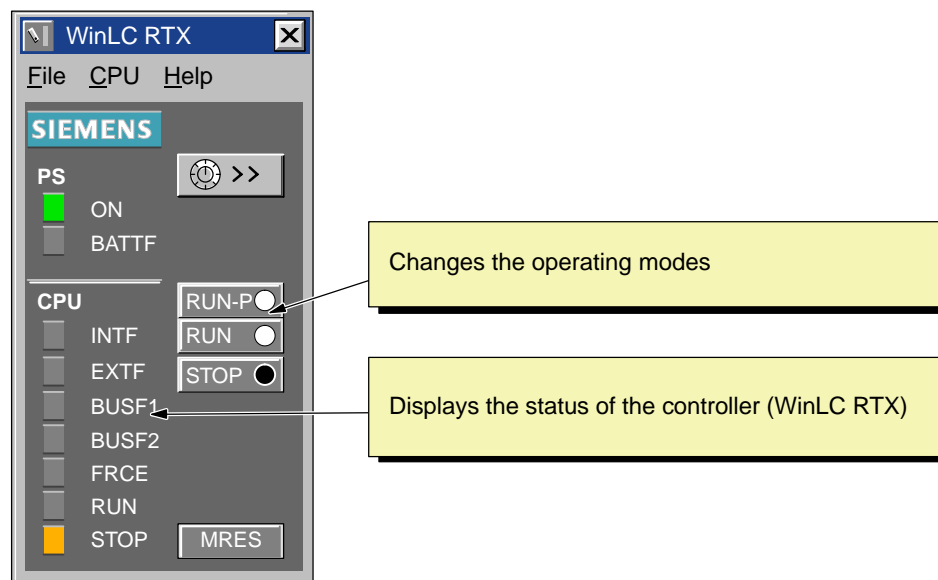 WinLC RTX
File CPU Help
SIEMENS
>>
PS
ON
BATTF
CPU
RUN-P
INTF
RUN
EXTF
STOP
BUSF1
BUSF2
FRCE
RUN
STOP
MRES
Changes the operating modes
Displays the status of the controller (WinLC RTX)